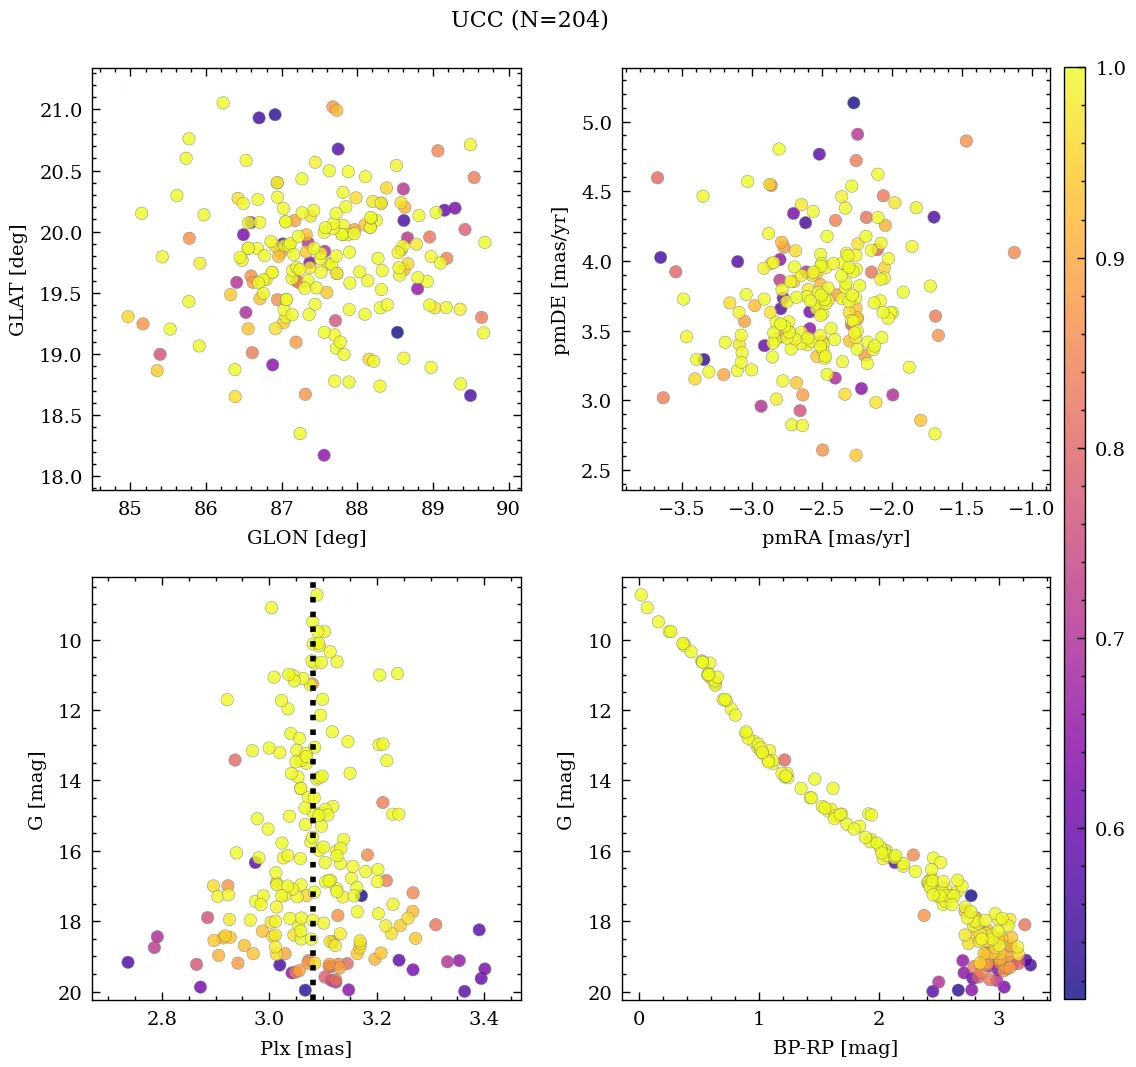 UCC (N=204)
21.0
20.5
20.0
19.5
19.0
18.5
18.0
GLAT [deg]
85 86 87 88 89 90
GLON [deg]
5.0
4.5
4.0
3.5
3.0
2.5
pmDE [mas/yr]
−3.5 −3.0 −2.5 −2.0 −1.5 −1.0
pmRA [mas/yr]
1.0
0.9
0.8
0.7
0.6
10
12
14
16
18
20
G [mag]
2.8 3.0 3.2 3.4
Plx [mas]
10
12
14
16
18
20
G [mag]
0 1 2 3
BP-RP [mag]